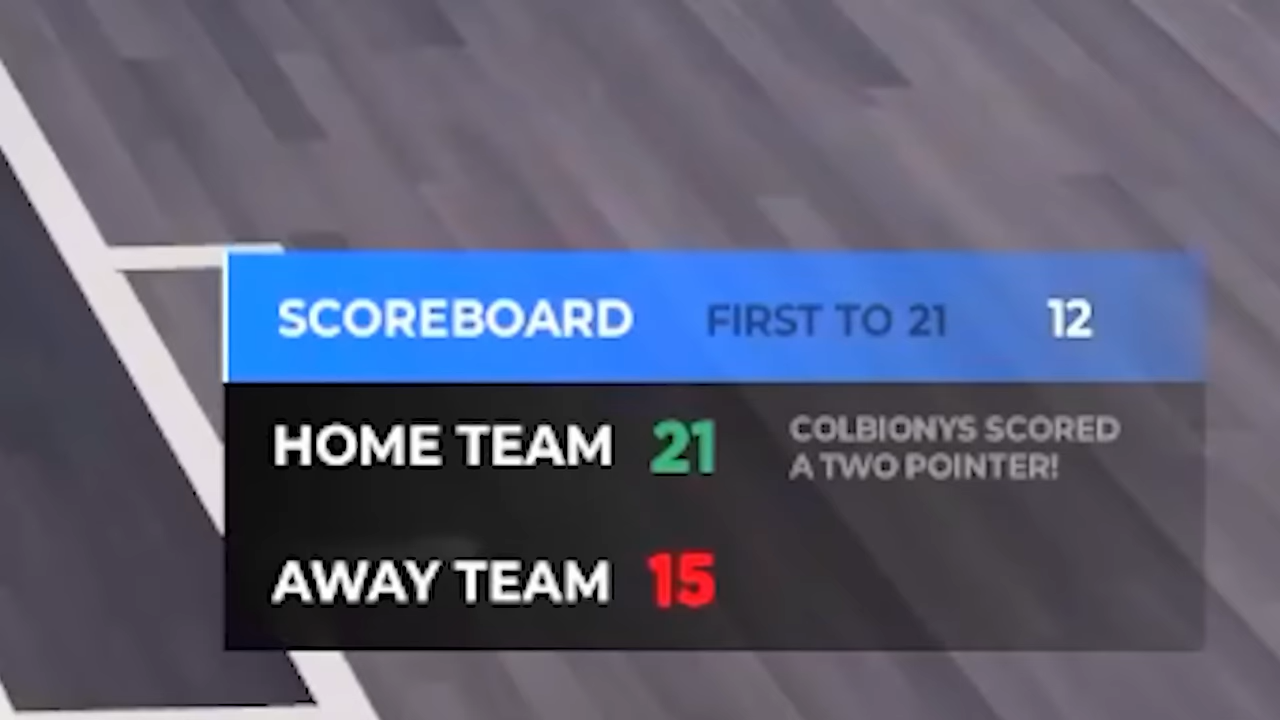 SCOREBOARD FIRST TO 21 12
HOME TEAM 21
COLBIONYS SCORED
A TWO POINTER!
AWAY TEAM 15